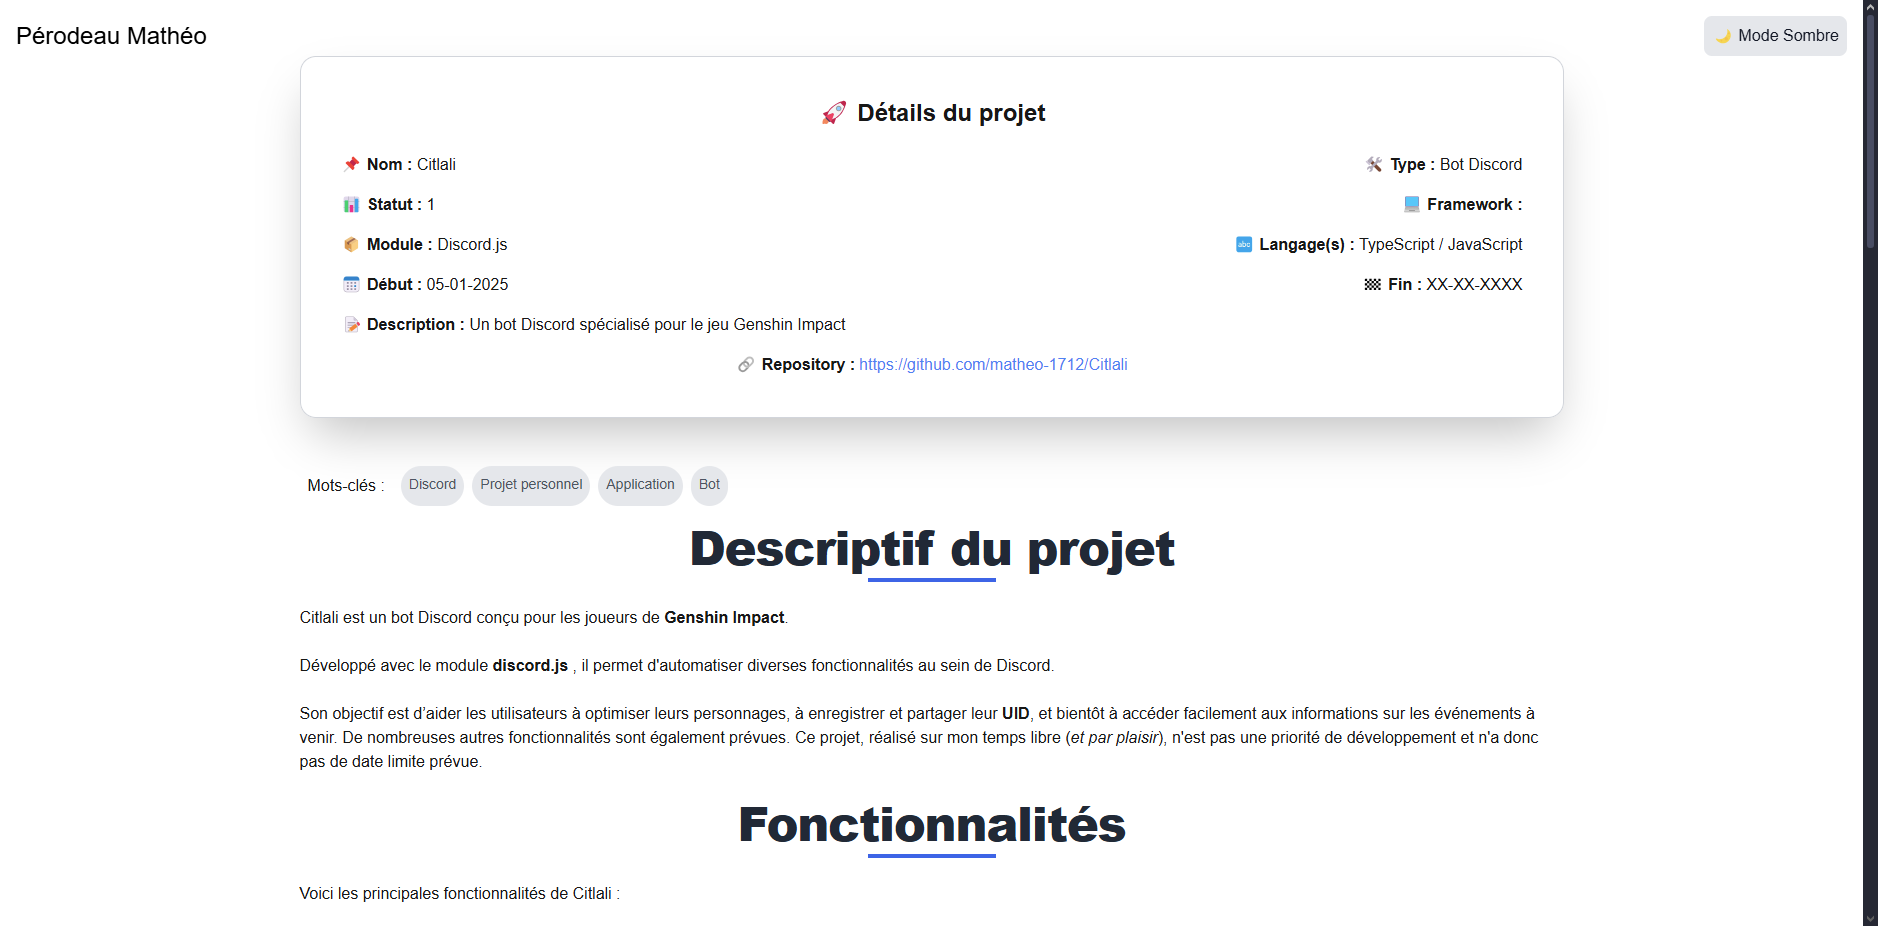 Pérodeau Mathéo
🌙 Mode Sombre
🚀 Détails du projet
📌 Nom : Citlali
🛠️ Type : Bot Discord
📊 Statut : 1
💻 Framework :
📦 Module : Discord.js
🔤 Langage(s) : TypeScript / JavaScript
📅 Début : 05-01-2025
🏁 Fin : XX-XX-XXXX
📝 Description : Un bot Discord spécialisé pour le jeu Genshin Impact
🔗 Repository : https://github.com/matheo-1712/Citlali
Mots-clés : Discord Projet personnel Application Bot
Descriptif du projet
Citlali est un bot Discord conçu pour les joueurs de Genshin Impact.
Développé avec le module discord.js , il permet d'automatiser diverses fonctionnalités au sein de Discord.
Son objectif est d’aider les utilisateurs à optimiser leurs personnages, à enregistrer et partager leur UID, et bientôt à accéder facilement aux informations sur les événements à
venir. De nombreuses autres fonctionnalités sont également prévues. Ce projet, réalisé sur mon temps libre (et par plaisir), n'est pas une priorité de développement et n'a donc
pas de date limite prévue.
Fonctionnalités
Voici les principales fonctionnalités de Citlali :